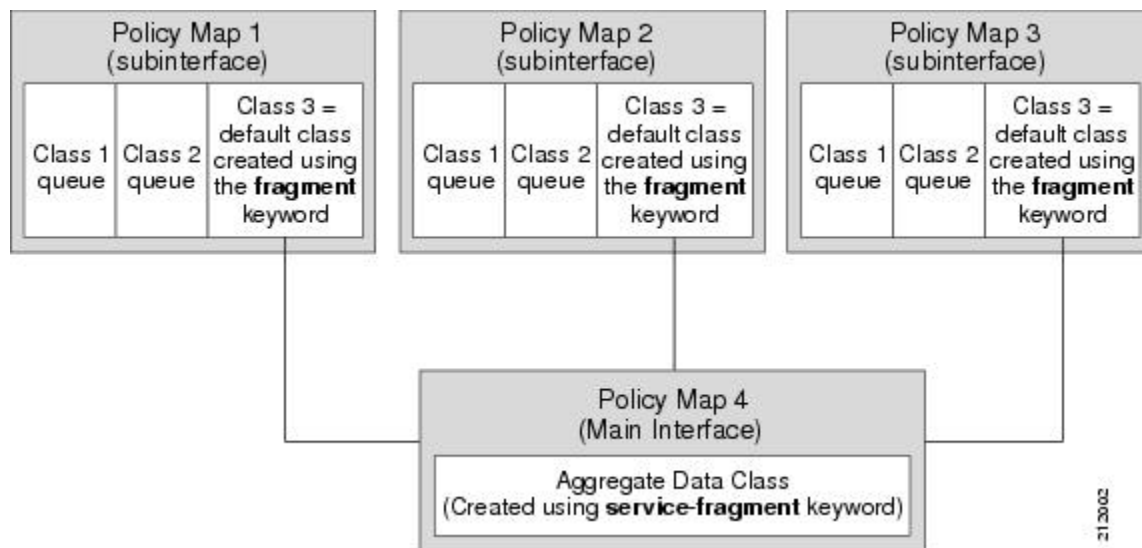 Policy Map 1
(subinterface)
Class 1
queue
Class 2
queue
Class 3 =
default class
created using
the fragment
keyword
Policy Map 2
(subinterface)
Class 1
queue
Class 2
queue
Class 3 =
default class
created using
the fragment
keyword
Policy Map 3
(subinterface)
Class 1
queue
Class 2
queue
Class 3 =
default class
created using
the fragment
keyword
Policy Map 4
(Main Interface)
Aggregate Data Class
(Created using service-fragment keyword)
212002